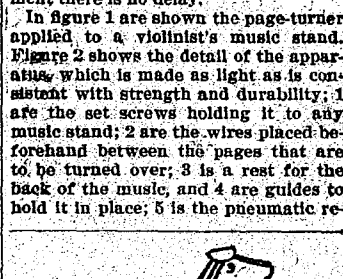 ment there is no delay.
In figure 1 are shown the page-turner
applied to a violinist's music stand.
Figure 2 shows the detail of the appar-
atus, which is made as light as is con-
sistent with strength and durability; 1
are the set screws holding it to any
music stand; 2 are the wires placed be-
forehand between the pages that are
to be turned over; 3 is a rest for the
back of the music, and 4 are guides to
hold it in place; 5 is the pneumatic re-
3